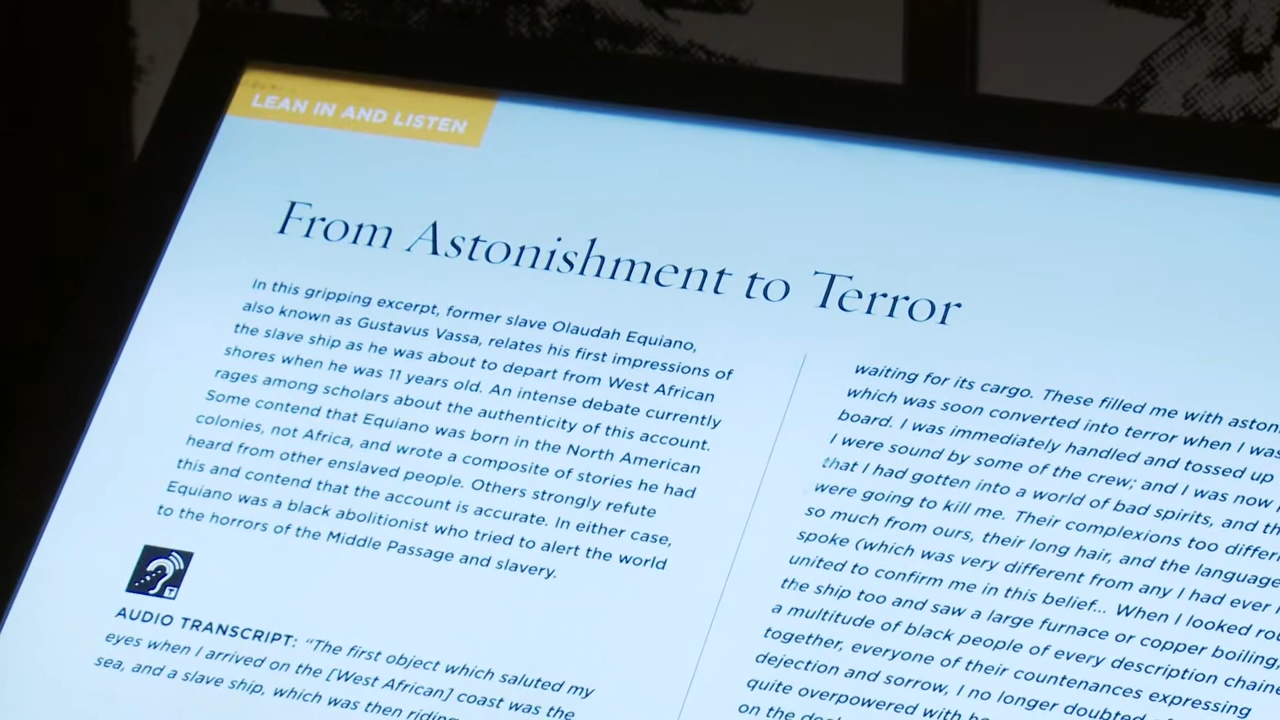 LEAN IN AND LISTEN
From Astonishment to Terror
In this gripping excerpt, former slave Olaudah Equiano,
also known as Gustavus Vassa, relates his first impressions of
the slave ship as he was about to depart from West African
shores when he was 11 years old. An intense debate currently
rages among scholars about the authenticity of this account.
Some contend that Equiano was born in the North American
colonies, not Africa, and wrote a composite of stories he had
heard from other enslaved people. Others strongly refute
this and contend that the account is accurate. In either case,
Equiano was a black abolitionist who tried to alert the world
to the horrors of the Middle Passage and slavery.
T
AUDIO TRANSCRIPT: "The first object which saluted my
eyes when I arrived on the [West African] coast was the
sea, and a slave ship, which was then riding
waiting for its cargo. These filled me with aston
which was soon converted into terror when I was
board. I was immediately handled and tossed up
I were sound by some of the crew; and I was now
that I had gotten into a world of bad spirits, and
were going to kill me. Their complexions too differ
so much from ours, their long hair, and the language
spoke (which was very different from any I had ever
united to confirm me in this belief... When I looked
the ship too and saw a large furnace or copper boiling,
a multitude of black people of every description
together, everyone of their countenances expressing
dejection and sorrow, I no longer doubted
quite overpowered with
on the